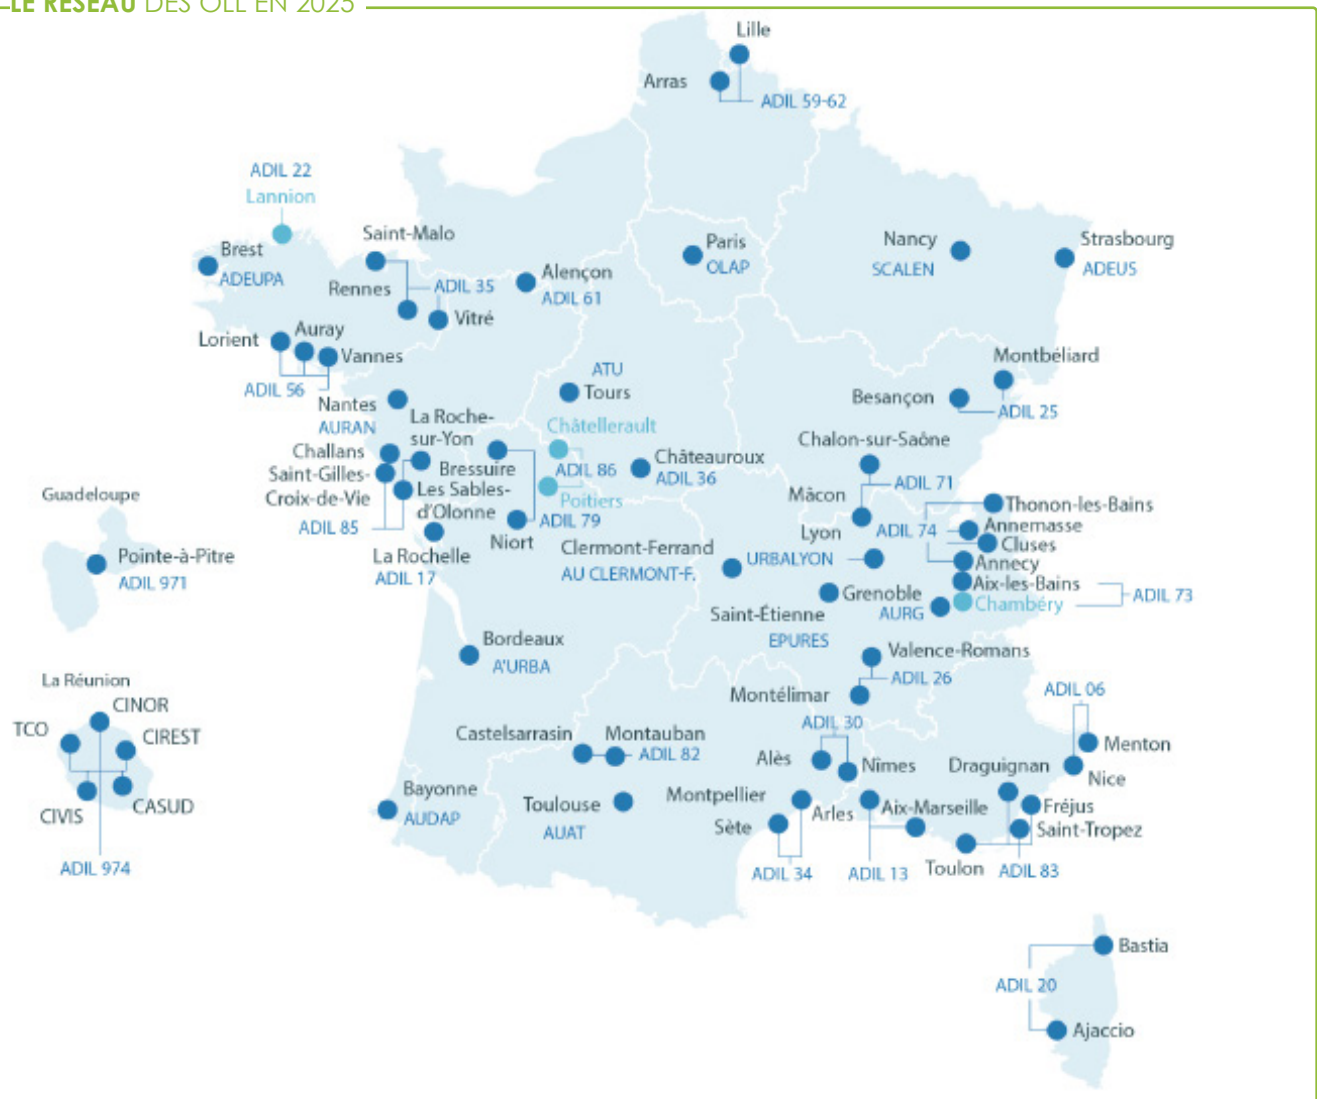 LE RÉSEAU DES OLL EN 2025
Lille
Arras
ADIL 59-62
ADIL 22
Lannion
Saint-Malo
Brest
ADEUPA
Rennes
ADIL 35
Vitré
Alençon
ADIL 61
Paris
OLAP
Nancy
SCALEN
Strasbourg
ADEUS
Lorient
Auray
Vannes
ADIL 56
ATU
Tours
Montbéliard
Besançon
ADIL 25
Nantes
AURAN
La Roche-
sur-Yon
Challans
Saint-Gilles-
Croix-de-Vie
Bressuire
Les Sables-
d'Olonne
ADIL 85
Châtellerault
ADIL 86
Poitiers
Châteauroux
ADIL 36
ADIL 79
Niort
La Rochelle
ADIL 17
Chalon-sur-Saône
ADIL 71
Mâcon
Lyon
URBALYON
ADIL 74
Thonon-les-Bains
Annemasse
Cluses
Annecy
Aix-les-Bains
Chambéry
ADIL 73
Clermont-Ferrand
AU CLERMONT-F.
Grenoble
AURG
Saint-Étienne
EPURES
Guadeloupe
Pointe-à-Pitre
ADIL 971
Bordeaux
A'URBA
Valence-Romans
ADIL 26
Montélimar
La Réunion
CINOR
TCO
CIREST
CIVIS
CASUD
ADIL 974
Castelsarrasin
Montauban
ADIL 82
ADIL 30
Alès
Nîmes
ADIL 06
Menton
Nice
Draguignan
Bayonne
AUDAP
Toulouse
AUAT
Montpellier
Sète
ADIL 34
Arles
Aix-Marseille
ADIL 13
Fréjus
Saint-Tropez
Toulon
ADIL 83
Bastia
ADIL 20
Ajaccio